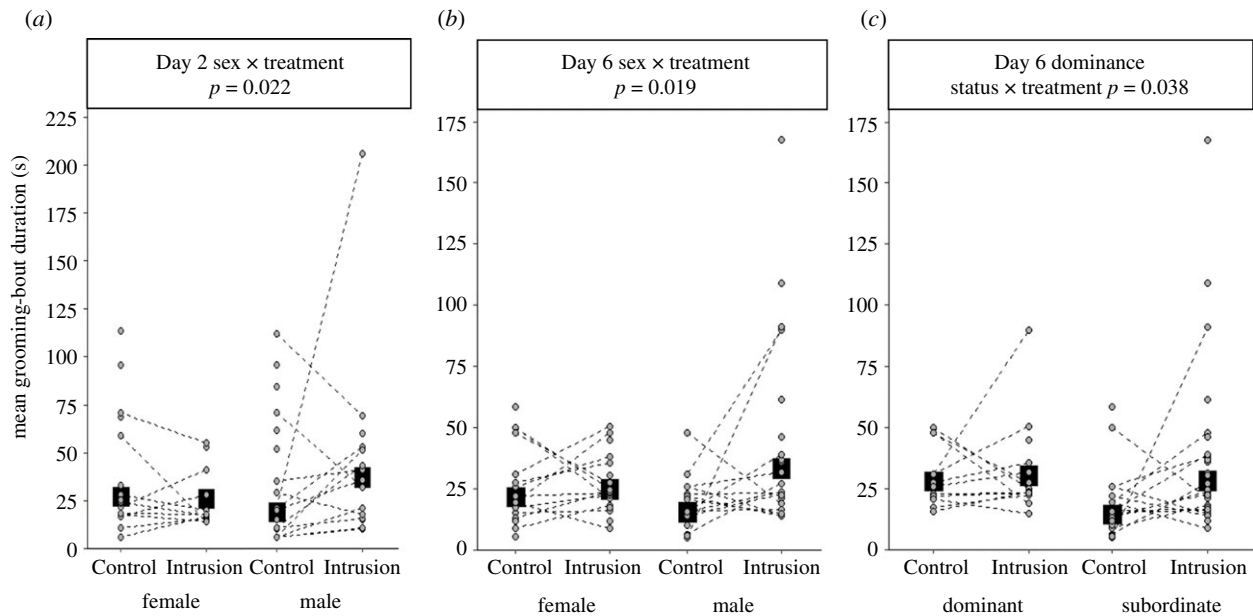 (a)
Day 2 sex × treatment
p = 0.022
mean grooming-bout duration (s)
225
200
175
150
125
100
75
50
25
0
Control Intrusion Control Intrusion
female male
(b)
Day 6 sex × treatment
p = 0.019
175
150
125
100
75
50
25
0
Control Intrusion Control Intrusion
female male
(c)
Day 6 dominance
status × treatment p = 0.038
175
150
125
100
75
50
25
0
Control Intrusion Control Intrusion
dominant subordinate